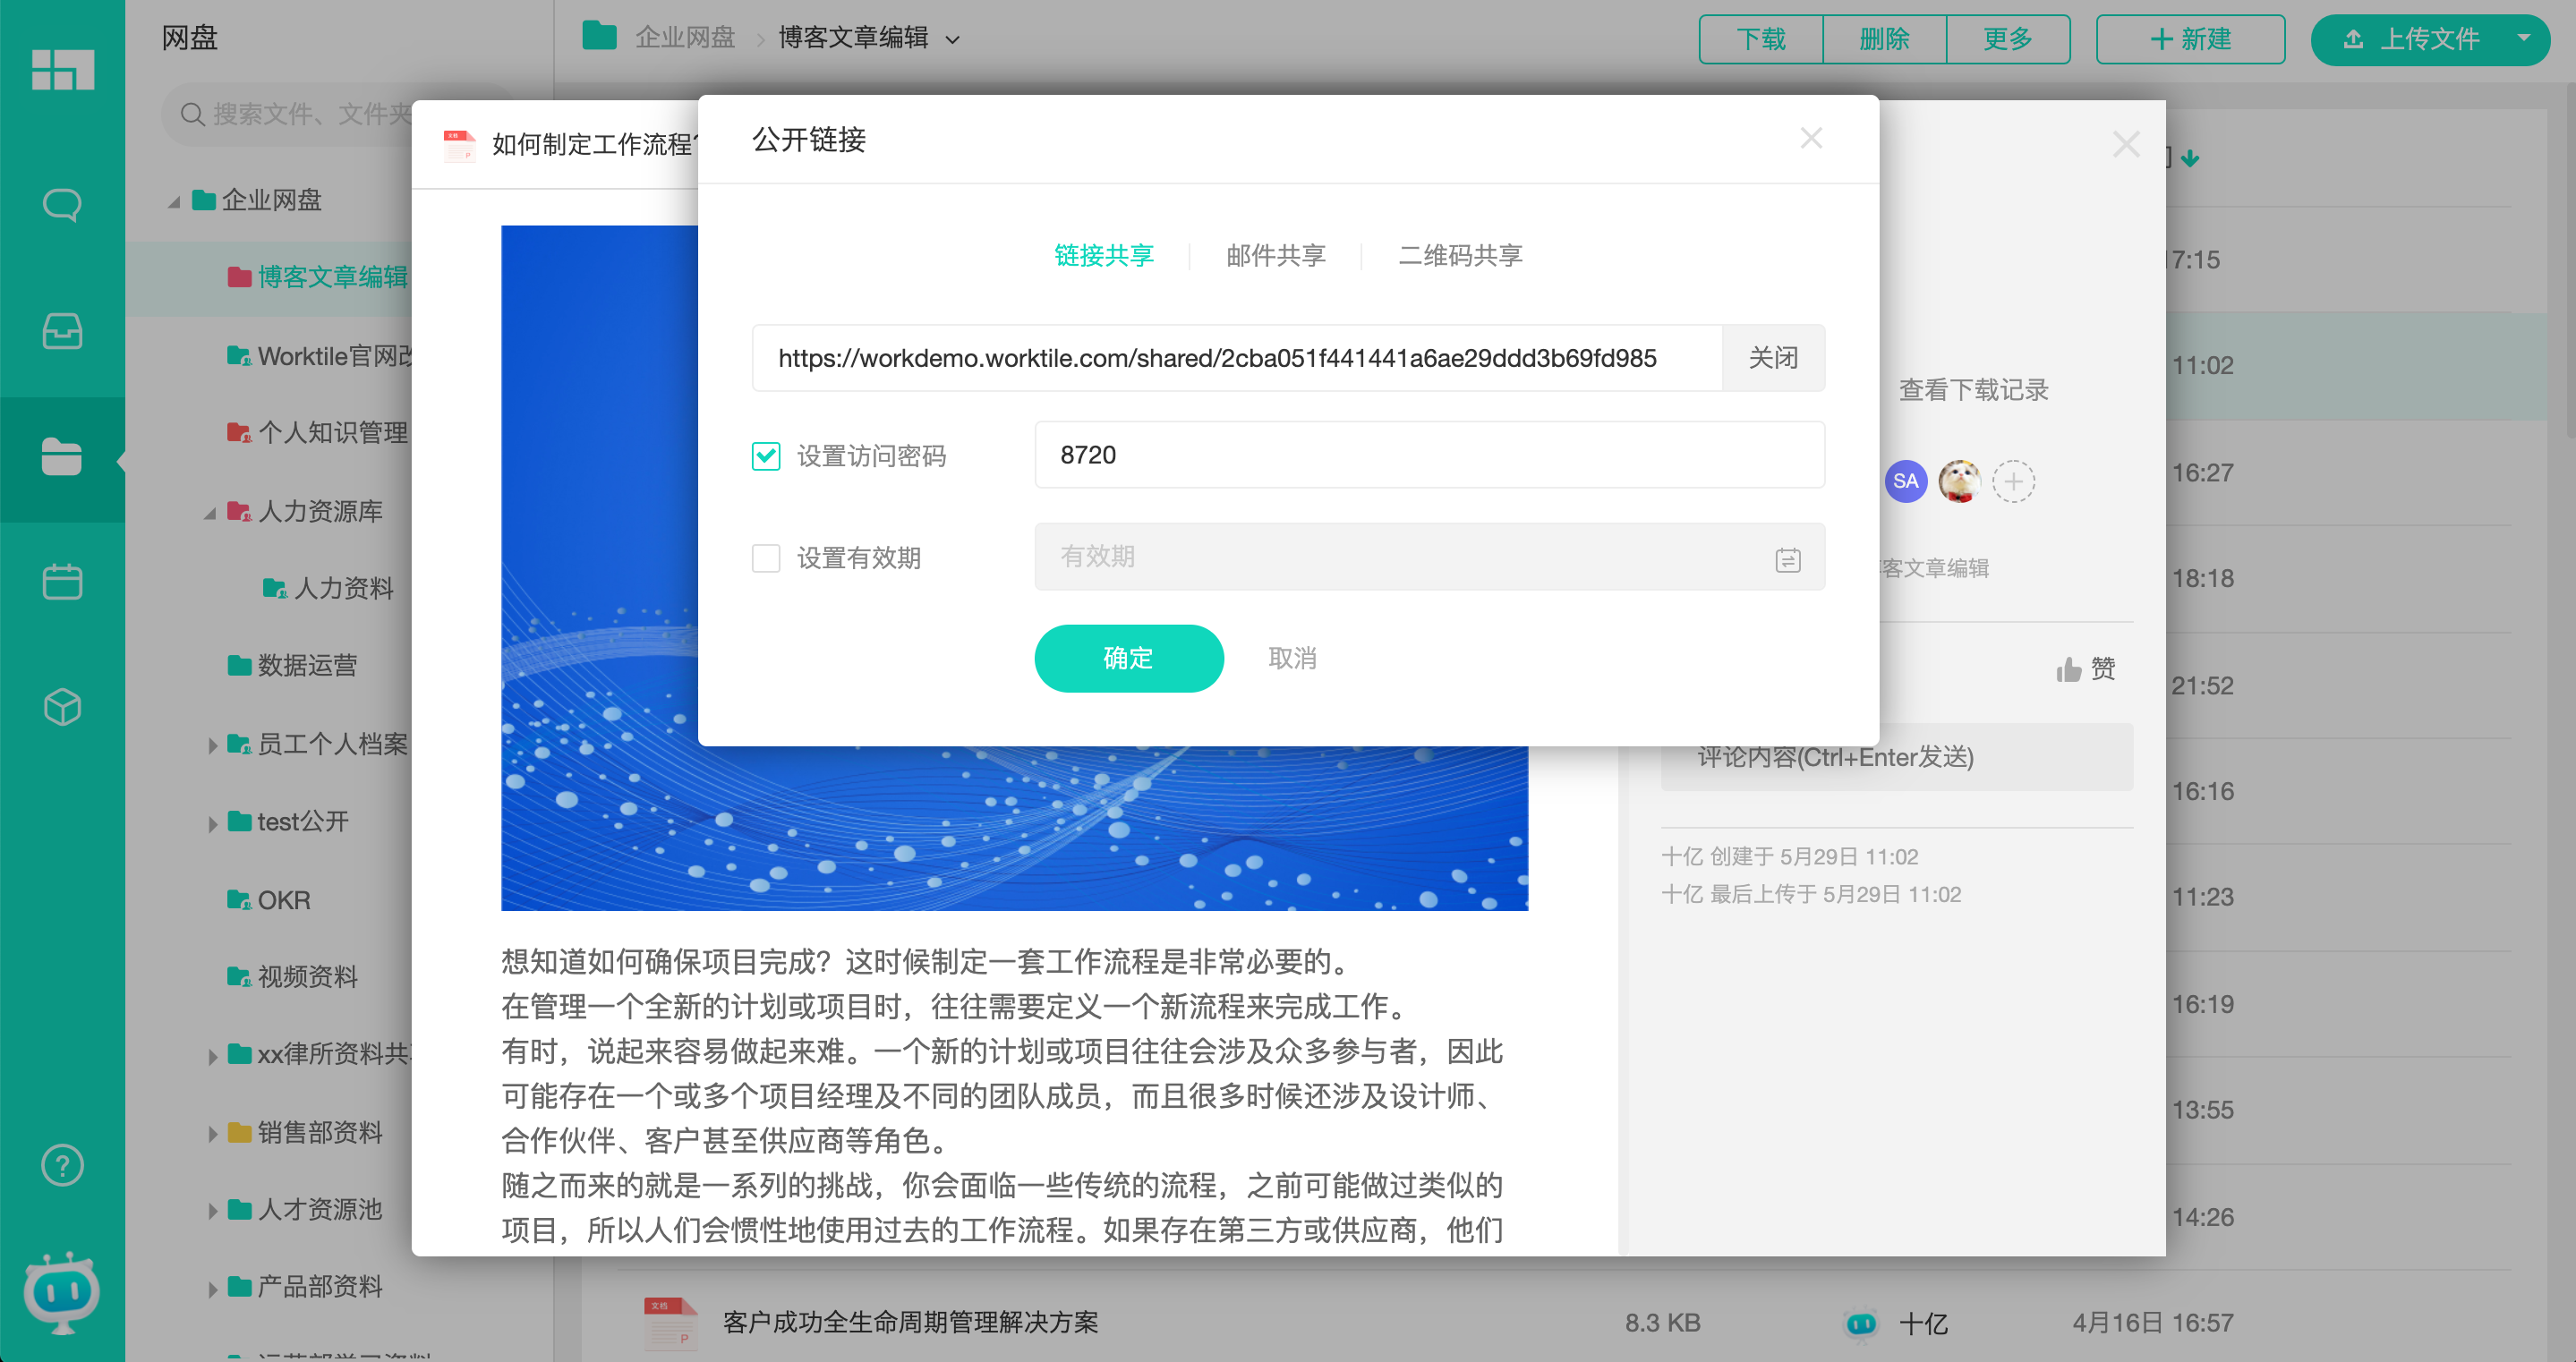 网盘
企业网盘
博客文章编辑
下载
删除
更多
新建
上传文件
搜索文件、文件夹
企业网盘
博客文章编辑
Worktile官网改
个人知识管理
人力资源库
人力资料
数据运营
员工个人档案
test公开
OKR
视频资料
xx律所资料共
销售部资料
人才资源池
产品部资料
如何制定工作流程?
公开链接
链接共享
邮件共享
二维码共享
https://workdemo.worktile.com/shared/2cba051f441441a6ae29ddd3b69fd985
关闭
设置访问密码
8720
设置有效期
有效期
确定
取消
想知道如何确保项目完成？这时候制定一套工作流程是非常必要的。
在管理一个全新的计划或项目时，往往需要定义一个新流程来完成工作。
有时，说起来容易做起来难。一个新的计划或项目往往会涉及众多参与者，因此
可能存在一个或多个项目经理及不同的团队成员，而且很多时候还涉及设计师、
合作伙伴、客户甚至供应商等角色。
随之而来的就是一系列的挑战，你会面临一些传统的流程，之前可能做过类似的
项目，所以人们会惯性地使用过去的工作流程。如果存在第三方或供应商，他们
查看下载记录
SA
客文章编辑
赞
评论内容(Ctrl+Enter发送)
十亿 创建于 5月29日 11:02
十亿 最后上传于 5月29日 11:02
17:15
11:02
16:27
18:18
21:52
16:16
11:23
16:19
13:55
14:26
文档
P
客户成功全生命周期管理解决方案
8.3 KB
十亿
4月16日 16:57